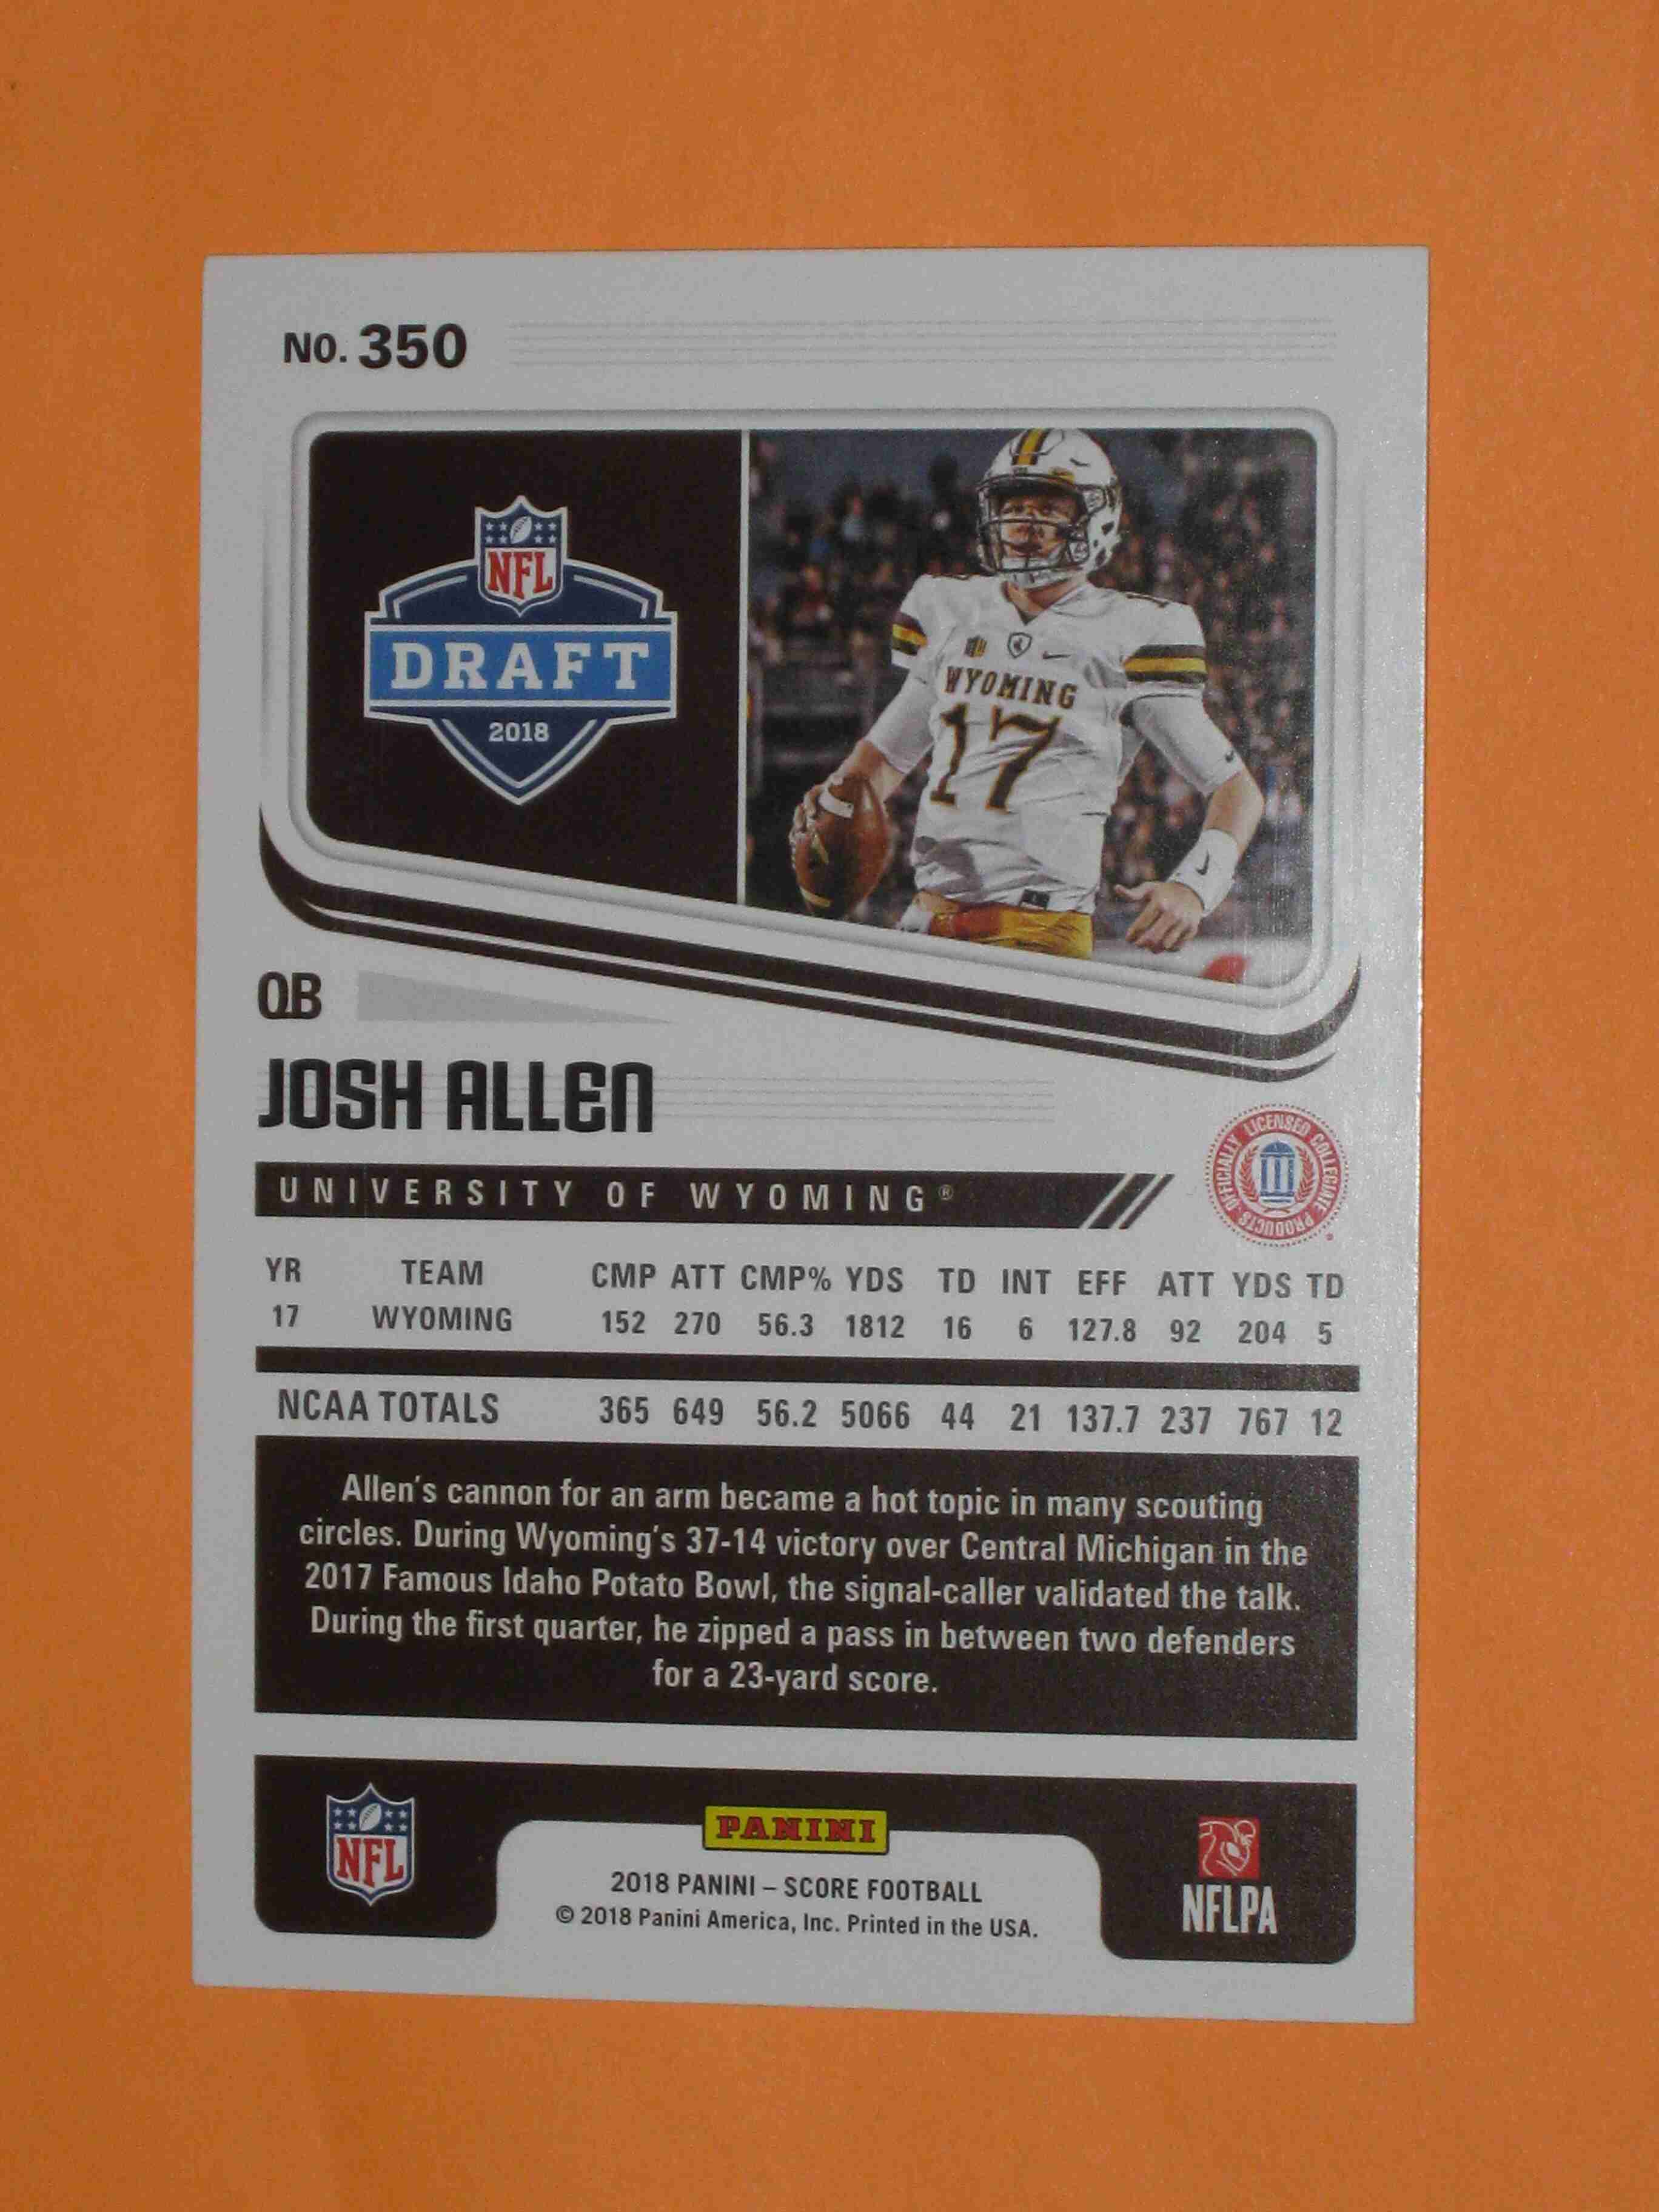 NO. 350
NFL
DRAFT
2018
WYOMING
17
QB
JOSH ALLEN
UNIVERSITY OF WYOMING®
OFFICIALLY LICENSED COLLEGIATE PRODUCTS
YR TEAM CMP ATT CMP% YDS TD INT EFF ATT YDS TD
17 WYOMING 152 270 56.3 1812 16 6 127.8 92 204 5
NCAA TOTALS 365 649 56.2 5066 44 21 137.7 237 767 12
Allen's cannon for an arm became a hot topic in many scouting
circles. During Wyoming's 37-14 victory over Central Michigan in the
2017 Famous Idaho Potato Bowl, the signal-caller validated the talk.
During the first quarter, he zipped a pass in between two defenders
for a 23-yard score.
NFL
PANINI
2018 PANINI – SCORE FOOTBALL
© 2018 Panini America, Inc. Printed in the USA.
NFLPA